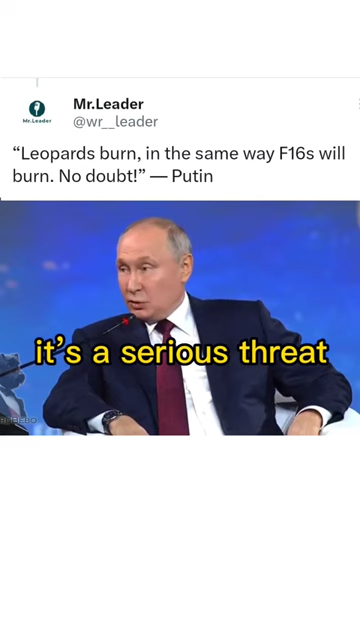 Mr.Leader
@wr__leader
Mr.Leader
“Leopards burn, in the same way F16s will
burn. No doubt!” — Putin
it’s a serious threat